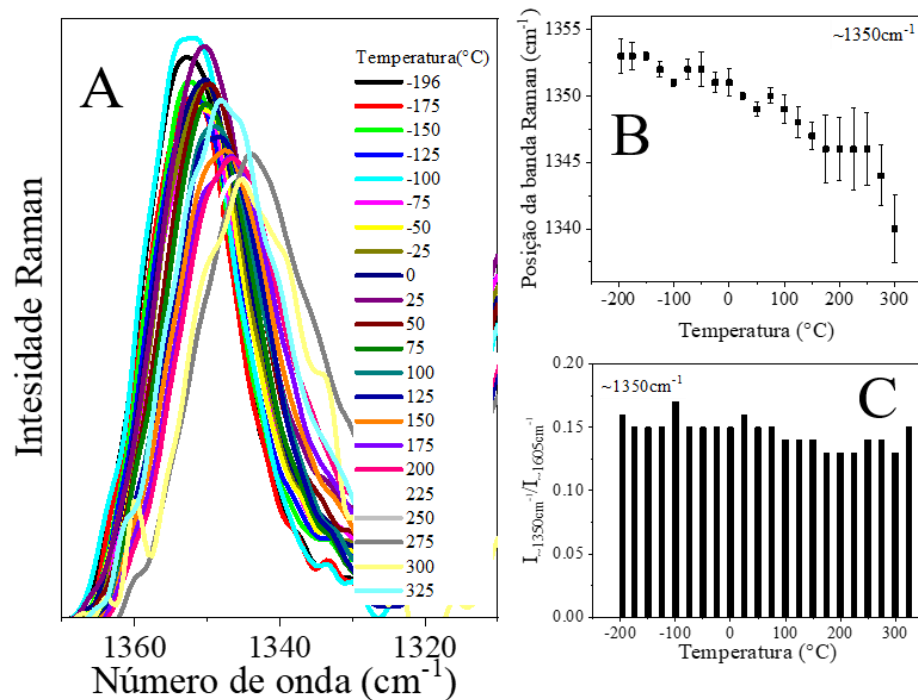 A
Intesidade Raman
Temperatura(°C)
-196
-175
-150
-125
-100
-75
-50
-25
0
25
50
75
100
125
150
175
200
225
250
275
300
325
1360 1340 1320
Número de onda (cm⁻¹)
~1350cm⁻¹
B
Posição da banda Raman (cm⁻¹)
1355
1350
1345
1340
-200 -100 0 100 200 300
Temperatura (°C)
~1350cm⁻¹
C
I~1350cm⁻¹/I~1605cm⁻¹
0.20
0.15
0.10
0.05
0.00
-200 -100 0 100 200 300
Temperatura (°C)